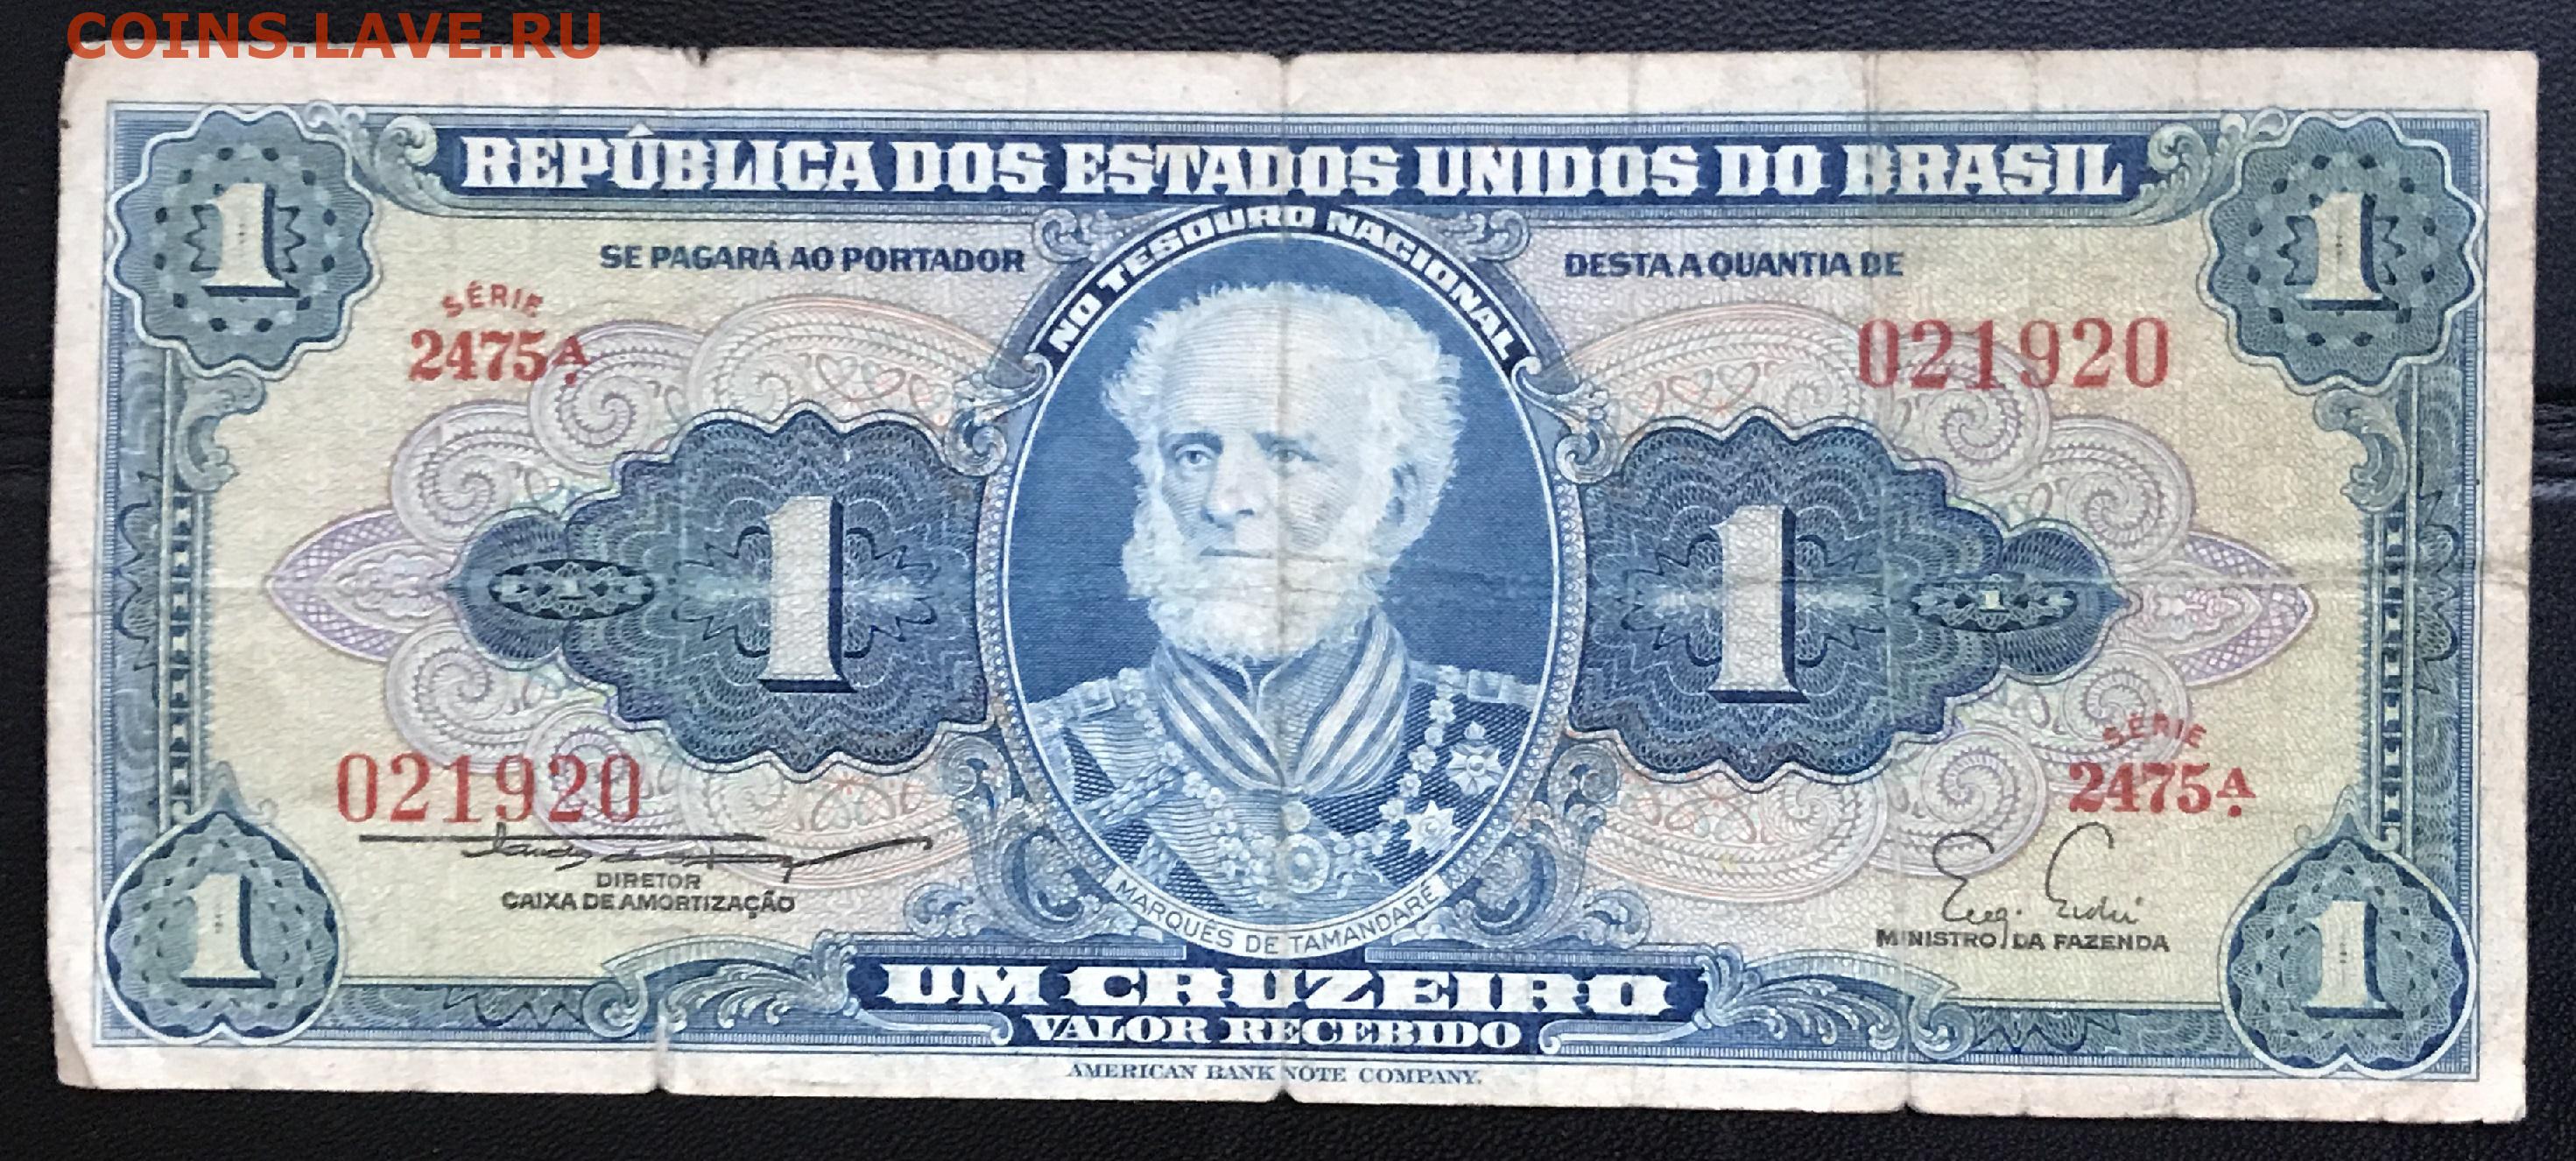 COINS.LAVE.RU
REPÚBLICA DOS ESTADOS UNIDOS DO BRASIL
1
1
NO TESOURO NACIONAL
SE PAGARÁ AO PORTADOR
DESTA A QUANTIA DE
SÉRIE
2475A.
021920
1
1
1
1
021920
SÉRIE
2475A.
DIRETOR
CAIXA DE AMORTIZAÇÃO
MARQUÊS DE TAMANDARÉ
MINISTRO DA FAZENDA
1
1
UM CRUZEIRO
VALOR RECEBIDO
AMERICAN BANK NOTE COMPANY.